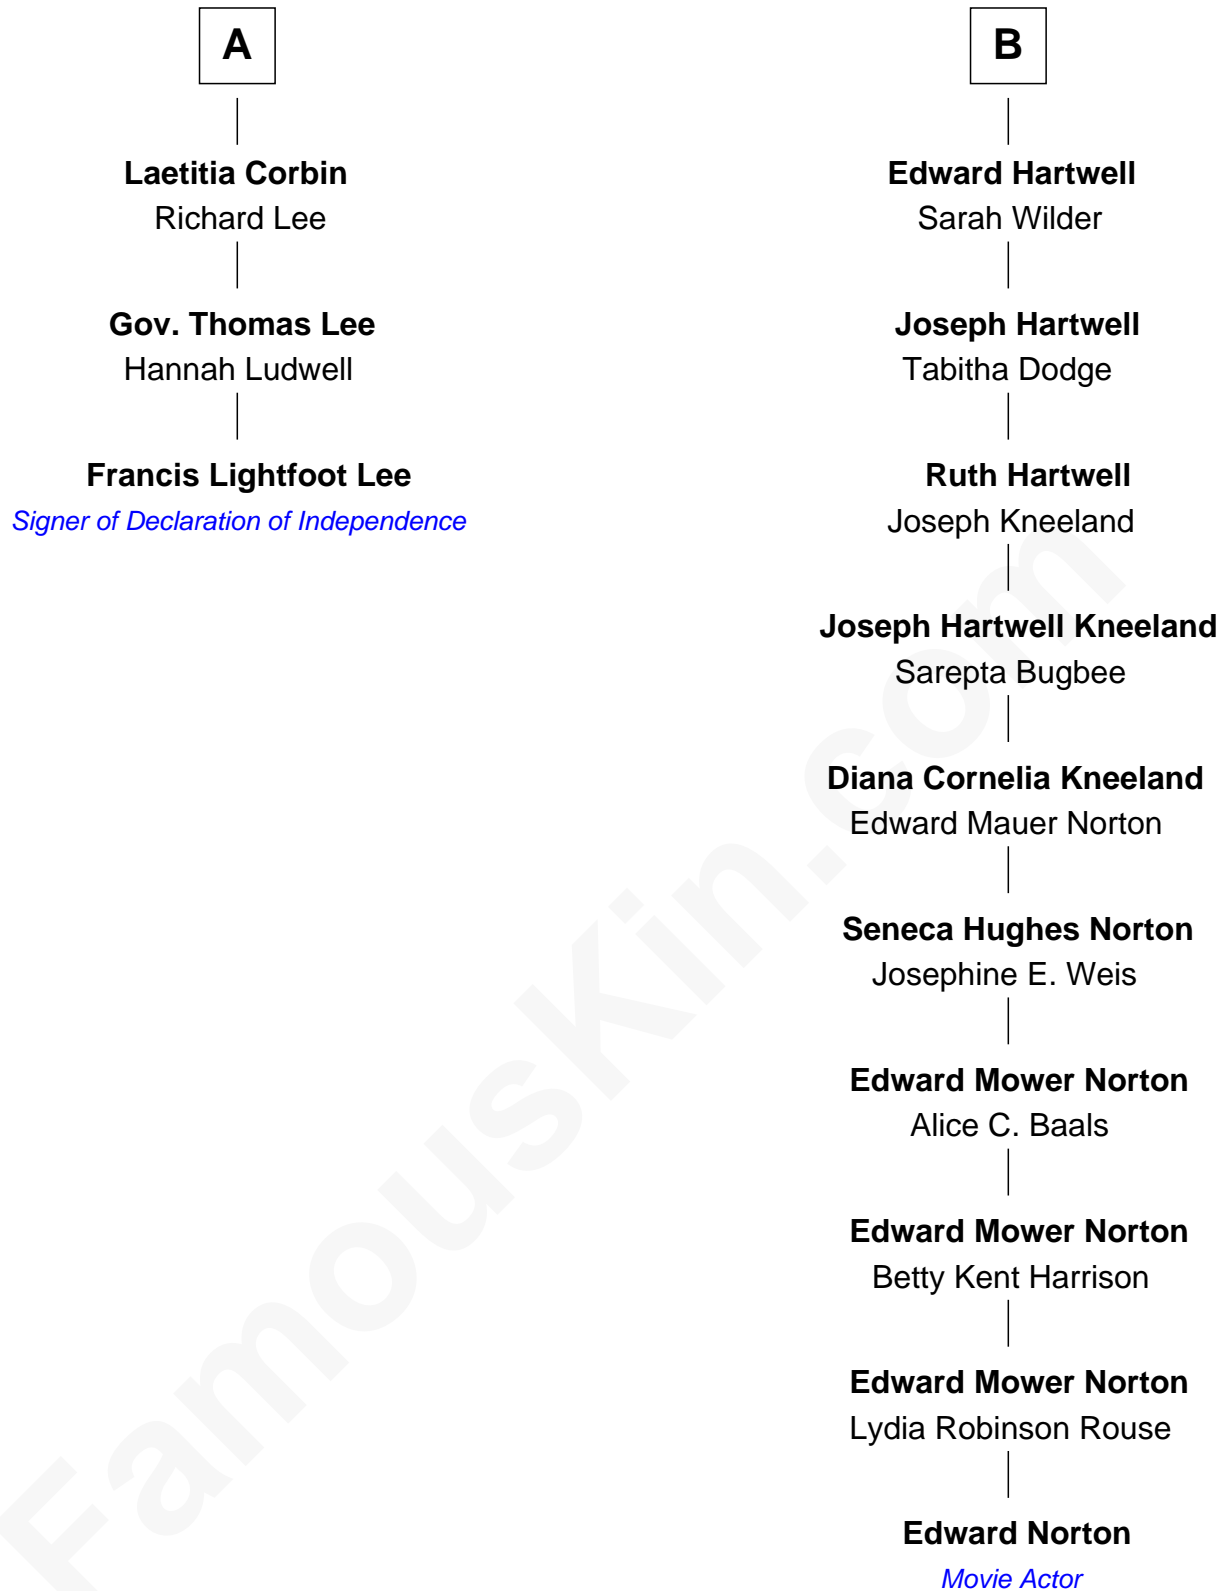 A
Laetitia Corbin
Richard Lee
Gov. Thomas Lee
Hannah Ludwell
Francis Lightfoot Lee
Signer of Declaration of Independence
B
Edward Hartwell
Sarah Wilder
Joseph Hartwell
Tabitha Dodge
Ruth Hartwell
Joseph Kneeland
Joseph Hartwell Kneeland
Sarepta Bugbee
Diana Cornelia Kneeland
Edward Mauer Norton
Seneca Hughes Norton
Josephine E. Weis
Edward Mower Norton
Alice C. Baals
Edward Mower Norton
Betty Kent Harrison
Edward Mower Norton
Lydia Robinson Rouse
Edward Norton
Movie Actor
FamousKin.com